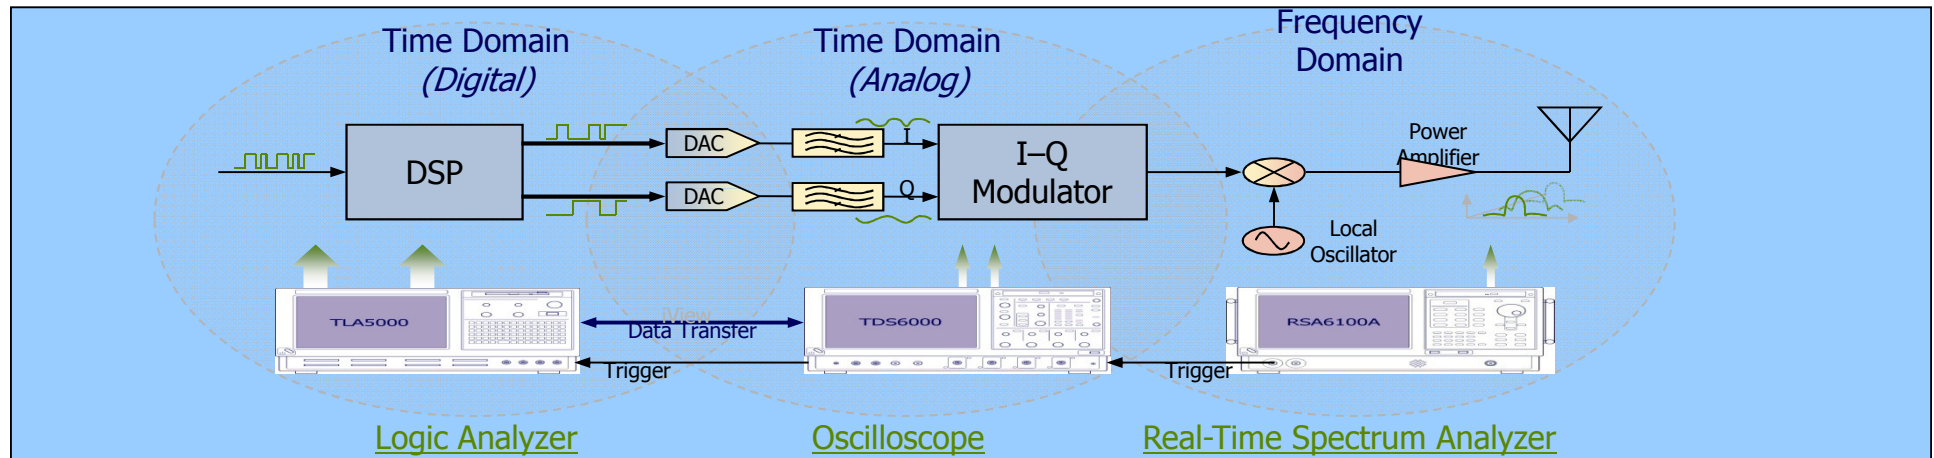 Time Domain
(Digital)
Time Domain
(Analog)
Frequency
Domain
DSP
DAC
DAC
I
Q
I–Q
Modulator
Power
Amplifier
Local
Oscillator
TLA5000
iView
Data Transfer
Trigger
TDS6000
Trigger
RSA6100A
Logic Analyzer
Oscilloscope
Real-Time Spectrum Analyzer